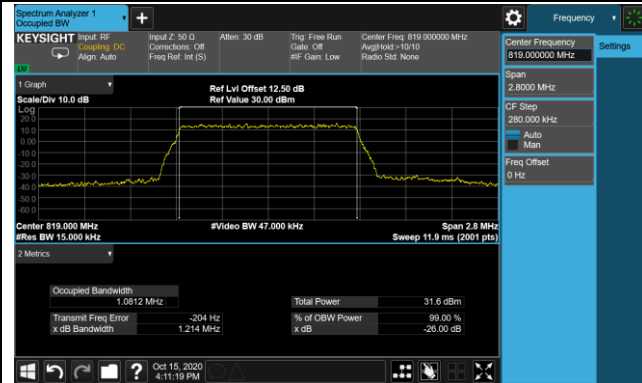 Spectrum Analyzer 1
Occupied BW
Frequency
KEYSIGHT
Input: RF
Coupling: DC
Align: Auto
Input Z: 50 Ω
Corrections: Off
Freq Ref: Int (S)
Atten: 30 dB
Trig: Free Run
Gate: Off
#IF Gain: Low
Center Freq: 819.000000 MHz
Avg|Hold:>10/10
Radio Std: None
LXI
Center Frequency
819.000000 MHz
Settings
Span
2.8000 MHz
CF Step
280.000 kHz
Auto
Man
Freq Offset
0 Hz
1 Graph
Scale/Div 10.0 dB
Ref Lvl Offset 12.50 dB
Ref Value 30.00 dBm
Log
20.0
10.0
0.00
-10.0
-20.0
-30.0
-40.0
-50.0
-60.0
Center 819.000 MHz
#Video BW 47.000 kHz
Span 2.8 MHz
#Res BW 15.000 kHz
Sweep 11.9 ms (2001 pts)
2 Metrics
Occupied Bandwidth
1.0812 MHz
Total Power 31.6 dBm
Transmit Freq Error -204 Hz
% of OBW Power 99.00 %
x dB Bandwidth 1.214 MHz
x dB -26.00 dB
?
Oct 15, 2020
4:11:19 PM